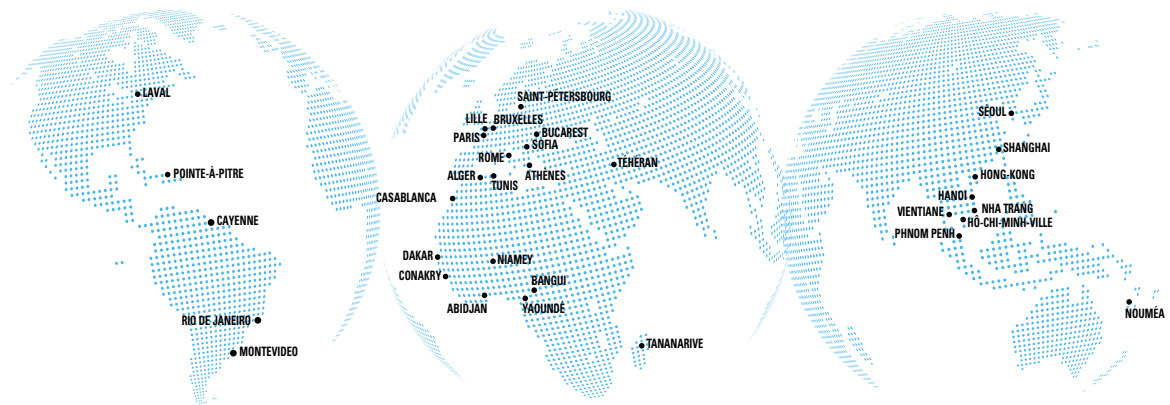 LAVAL
POINTE-À-PITRE
CAYENNE
RIO DE JANEIRO
MONTEVIDEO
SAINT-PÉTERSBOURG
LILLE
BRUXELLES
PARIS
BUCAREST
SOFIA
ROME
TÉHÉRAN
ALGER
TUNIS
ATHÈNES
CASABLANCA
DAKAR
NIAMEY
CONAKRY
BANGUI
ABIDJAN
YAOUNDÉ
TANANARIVE
SÉOUL
SHANGHAI
HONG-KONG
HANOÏ
NHA TRANG
VIENTIANE
HÔ-CHI-MINH-VILLE
PHNOM PENH
NOUMÉA